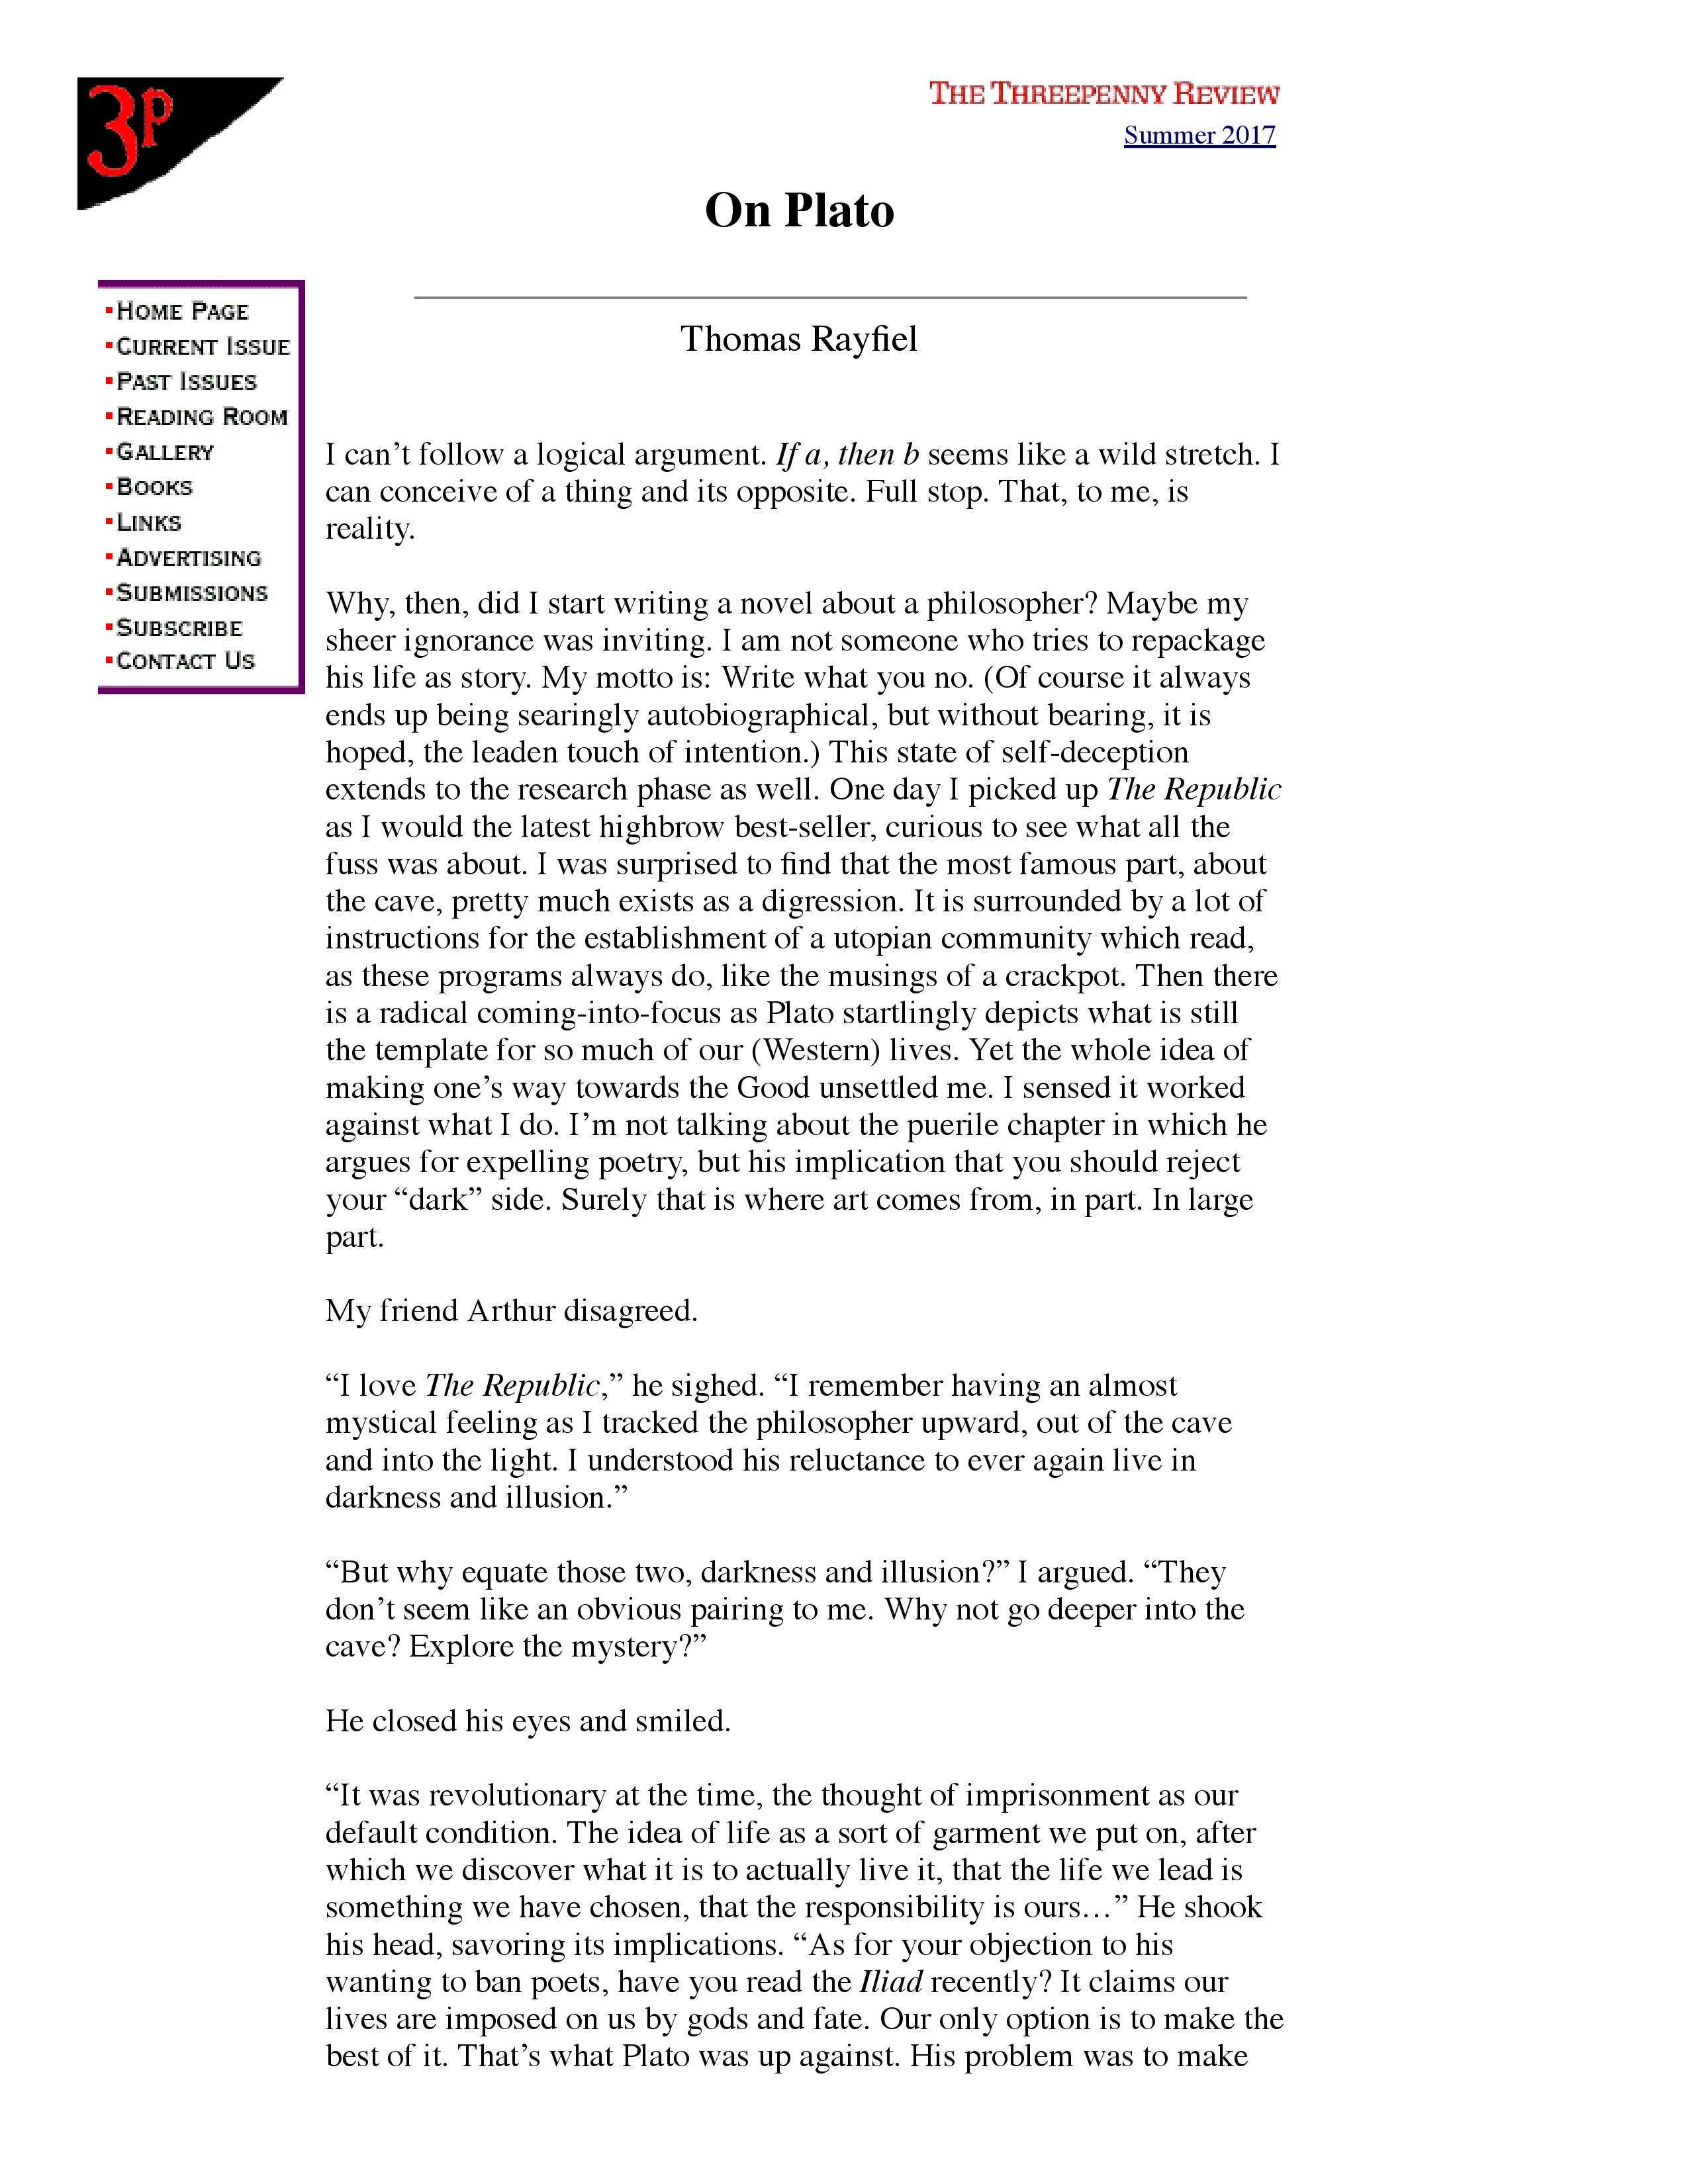 3p
THE THREEPENNY REVIEW
Summer 2017
On Plato
HOME PAGE
CURRENT ISSUE
PAST ISSUES
READING ROOM
GALLERY
BOOKS
LINKS
ADVERTISING
SUBMISSIONS
SUBSCRIBE
CONTACT US
Thomas Rayfiel
I can’t follow a logical argument. If a, then b seems like a wild stretch. I
can conceive of a thing and its opposite. Full stop. That, to me, is
reality.
Why, then, did I start writing a novel about a philosopher? Maybe my
sheer ignorance was inviting. I am not someone who tries to repackage
his life as story. My motto is: Write what you no. (Of course it always
ends up being searingly autobiographical, but without bearing, it is
hoped, the leaden touch of intention.) This state of self-deception
extends to the research phase as well. One day I picked up The Republic
as I would the latest highbrow best-seller, curious to see what all the
fuss was about. I was surprised to find that the most famous part, about
the cave, pretty much exists as a digression. It is surrounded by a lot of
instructions for the establishment of a utopian community which read,
as these programs always do, like the musings of a crackpot. Then there
is a radical coming-into-focus as Plato startlingly depicts what is still
the template for so much of our (Western) lives. Yet the whole idea of
making one’s way towards the Good unsettled me. I sensed it worked
against what I do. I’m not talking about the puerile chapter in which he
argues for expelling poetry, but his implication that you should reject
your “dark” side. Surely that is where art comes from, in part. In large
part.
My friend Arthur disagreed.
“I love The Republic,” he sighed. “I remember having an almost
mystical feeling as I tracked the philosopher upward, out of the cave
and into the light. I understood his reluctance to ever again live in
darkness and illusion.”
“But why equate those two, darkness and illusion?” I argued. “They
don’t seem like an obvious pairing to me. Why not go deeper into the
cave? Explore the mystery?”
He closed his eyes and smiled.
“It was revolutionary at the time, the thought of imprisonment as our
default condition. The idea of life as a sort of garment we put on, after
which we discover what it is to actually live it, that the life we lead is
something we have chosen, that the responsibility is ours…” He shook
his head, savoring its implications. “As for your objection to his
wanting to ban poets, have you read the Iliad recently? It claims our
lives are imposed on us by gods and fate. Our only option is to make the
best of it. That’s what Plato was up against. His problem was to make